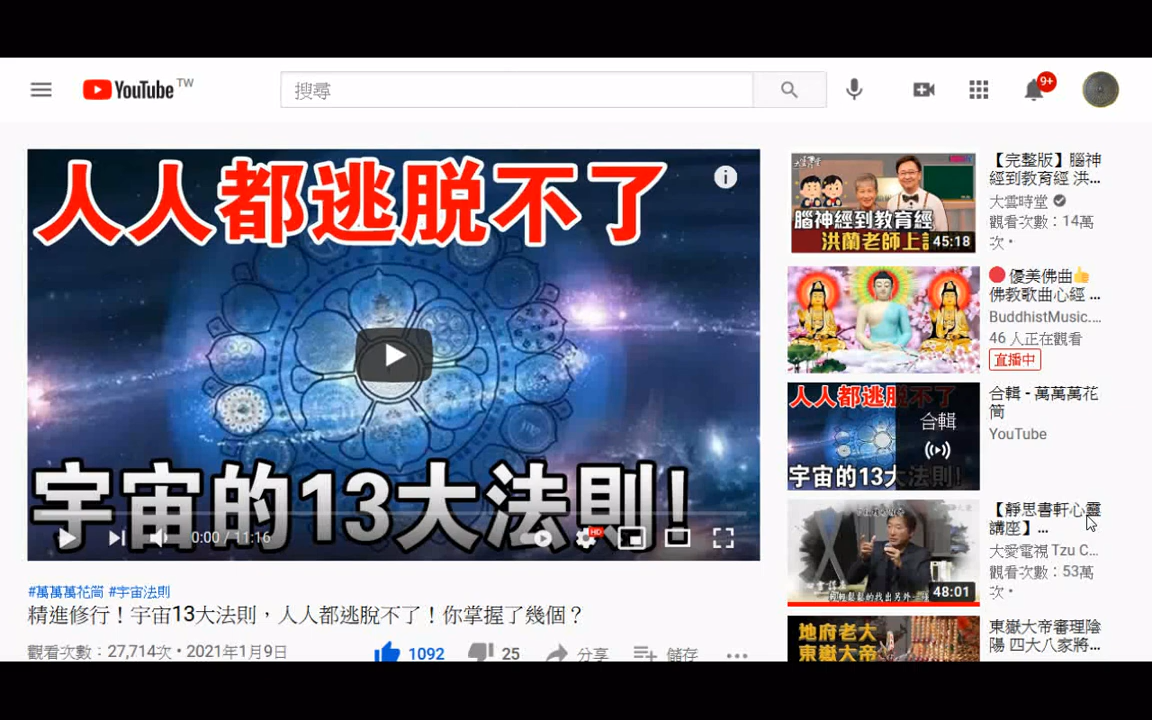 YouTube TW
搜尋
9+
人人都逃脱不了
宇宙的13大法則!
0:00 / 11:16
HD
#萬萬萬花筒 #宇宙法則
精進修行！宇宙13大法則，人人都逃脫不了！你掌握了幾個？
觀看次數：27,714次 • 2021年1月9日
1092
25
分享
儲存
腦神經到教育經
洪蘭老師上
45:18
【完整版】腦神
經到教育經 洪...
大雲時堂
觀看次數：14萬
次 •
優美佛曲
佛教歌曲心經 ...
BuddhistMusic....
46 人正在觀看
直播中
人人都逃脱不了
宇宙的13大法則!
合輯
合輯 - 萬萬萬花
筒
YouTube
48:01
【靜思書軒心靈
講座】...
大愛電視 Tzu C...
觀看次數：53萬
次 •
地府老大
東嶽大帝
東嶽大帝審理陰
陽 四大八家將...